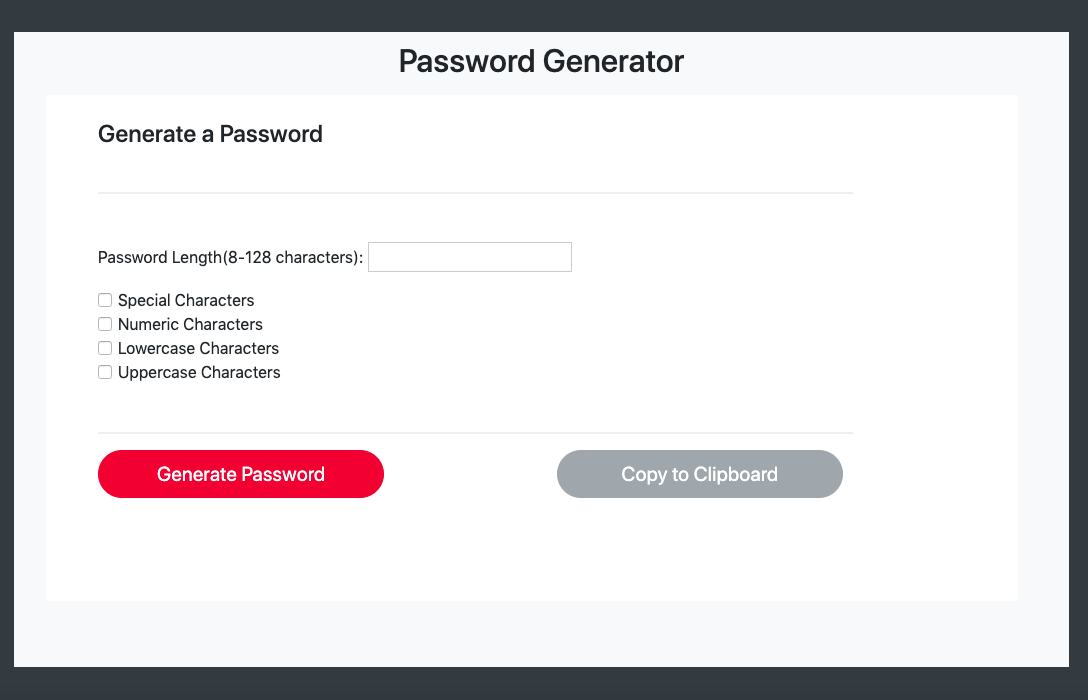 Password Generator
Generate a Password
Password Length(8-128 characters):
Special Characters
Numeric Characters
Lowercase Characters
Uppercase Characters
Generate Password
Copy to Clipboard